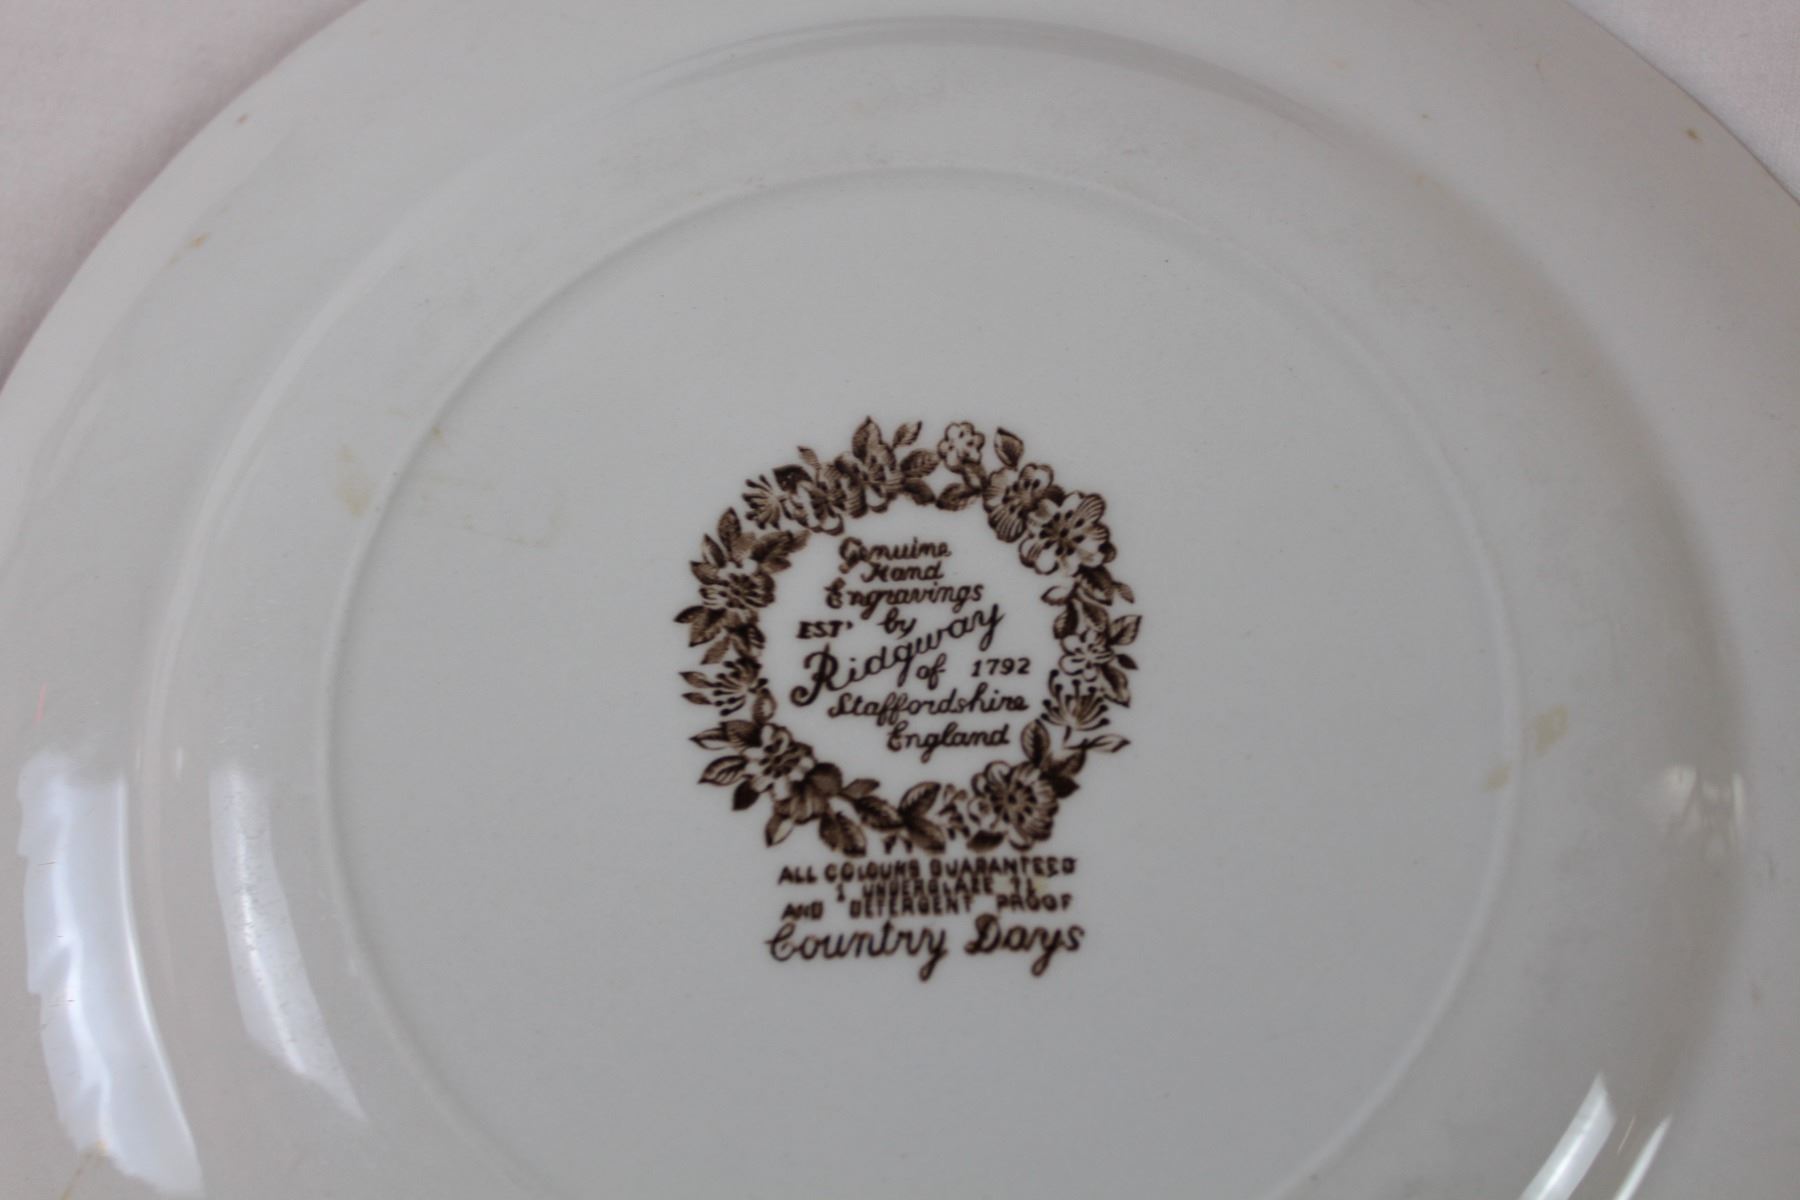 Genuine
Hand
Engravings
EST' by
Ridgway
of 1792
Staffordshire
England
ALL COLOURS GUARANTEED
UNDERGLAZE
AND DETERGENT PROOF
Country Days